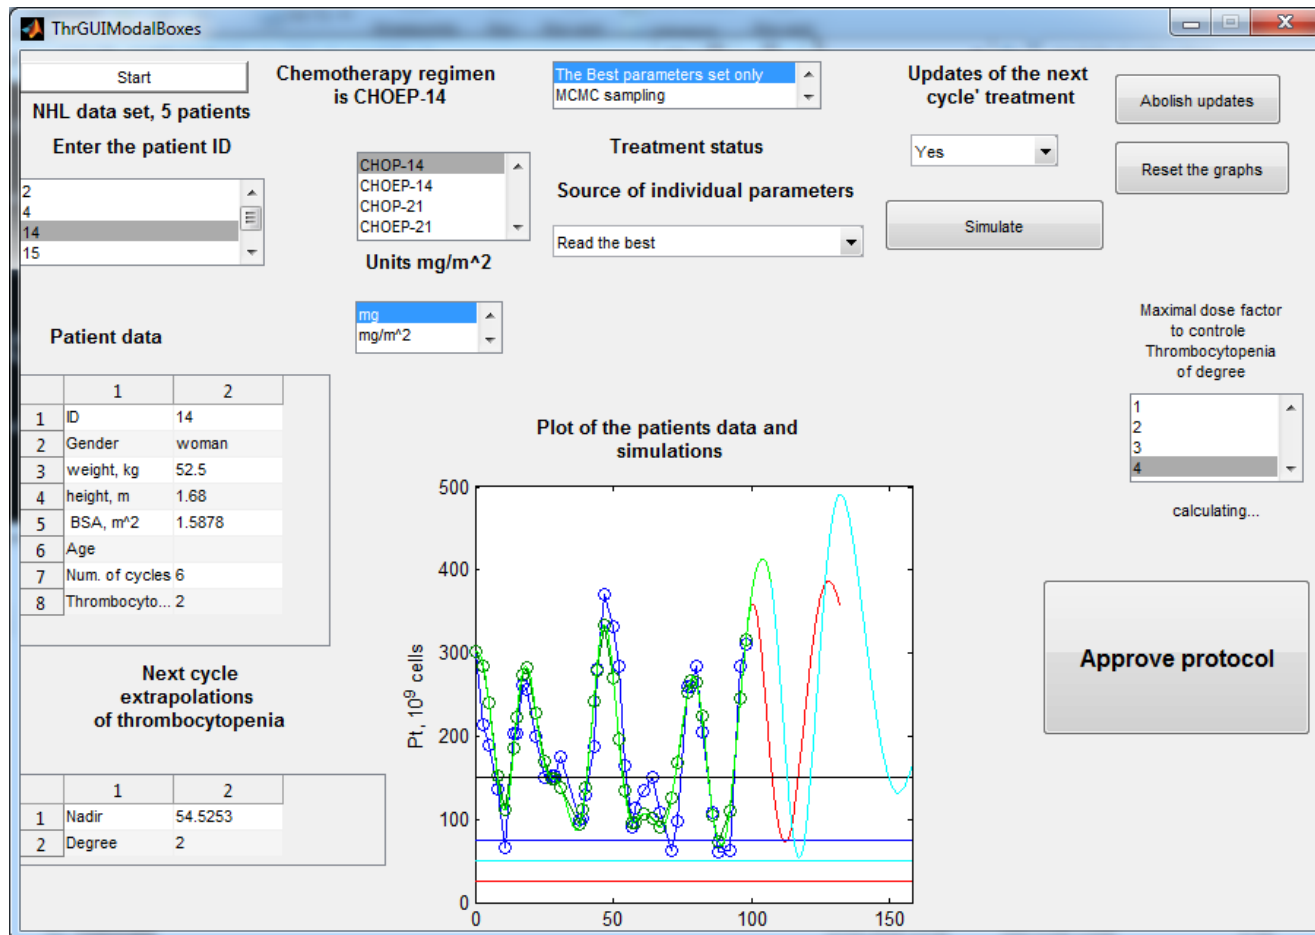 ThrGUIModalBoxes
Start
NHL data set, 5 patients
Enter the patient ID
2
4
14
15
Chemotherapy regimen
is CHOEP-14
CHOP-14
CHOEP-14
CHOP-21
CHOEP-21
Units mg/m^2
mg
mg/m^2
The Best parameters set only
MCMC sampling
Treatment status
Source of individual parameters
Read the best
Updates of the next
cycle' treatment
Yes
Simulate
Abolish updates
Reset the graphs
Maximal dose factor
to controle
Thrombocytopenia
of degree
1
2
3
4
calculating...
Approve protocol
Patient data
1 2
1 ID 14
2 Gender woman
3 weight, kg 52.5
4 height, m 1.68
5 BSA, m^2 1.5878
6 Age
7 Num. of cycles 6
8 Thrombocyto... 2
Next cycle
extrapolations
of thrombocytopenia
1 2
1 Nadir 54.5253
2 Degree 2
Plot of the patients data and
simulations
Pt, 10^9 cells
500
400
300
200
100
0
0 50 100 150